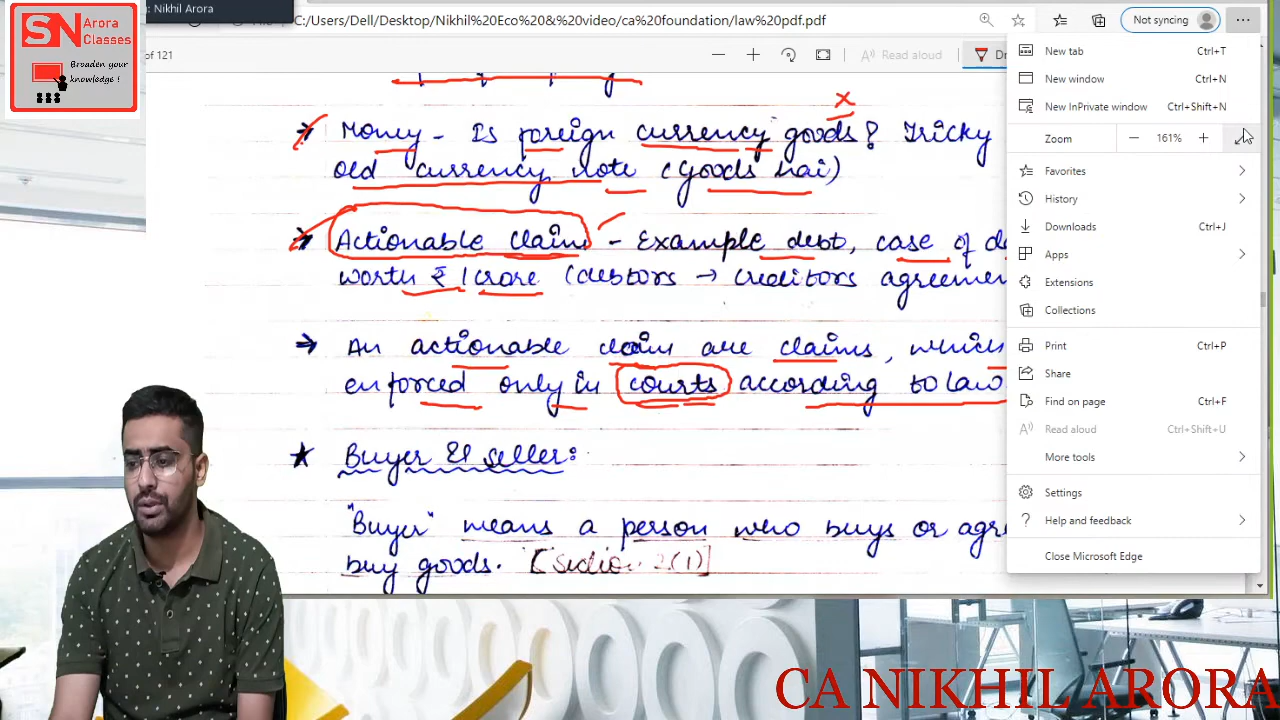 : Nikhil Arora
SN Arora Classes
Broaden your
knowledge !
C:/Users/Dell/Desktop/Nikhil%20Eco%20&%20video/ca%20foundation/law%20pdf.pdf
Not syncing
of 121
Read aloud
New tab Ctrl+T
New window Ctrl+N
New InPrivate window Ctrl+Shift+N
Zoom 161%
Favorites
History
Downloads Ctrl+J
Apps
Extensions
Collections
Print Ctrl+P
Share
Find on page Ctrl+F
Read aloud Ctrl+Shift+U
More tools
Settings
Help and feedback
Close Microsoft Edge
Money - Is foreign currency goods? Tricky
old currency note (goods hai)
Actionable claim - Example debt, case of
worth ₹ 1 crore (debtors → creditors
An actionable claim are claims, which
enforced only in courts according to law
★ Buyer & seller:
"Buyer" means a person who buys or
buy goods. [Section 2(1)]
CA NIKHIL ARORA